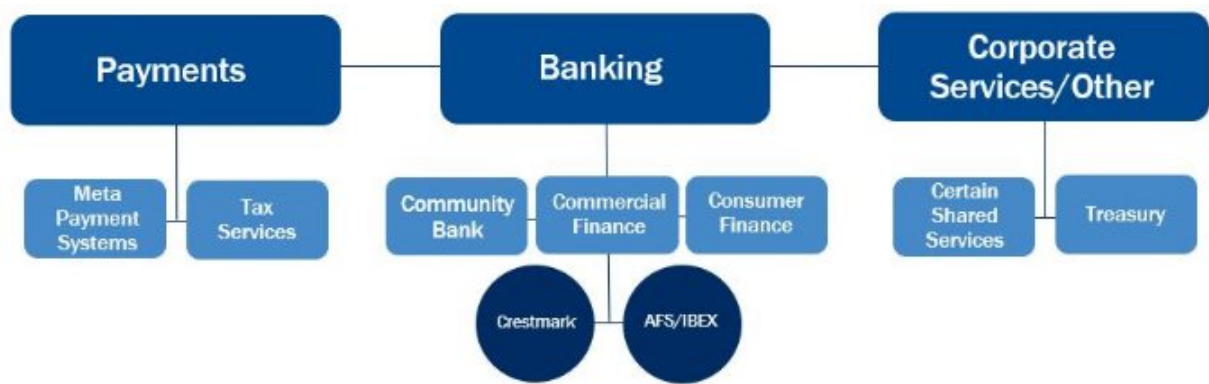 Payments
Banking
Corporate
Services/Other
Meta
Payment
Systems
Tax
Services
Community
Bank
Commercial
Finance
Consumer
Finance
Certain
Shared
Services
Treasury
Crestmark
AFS/IBEX